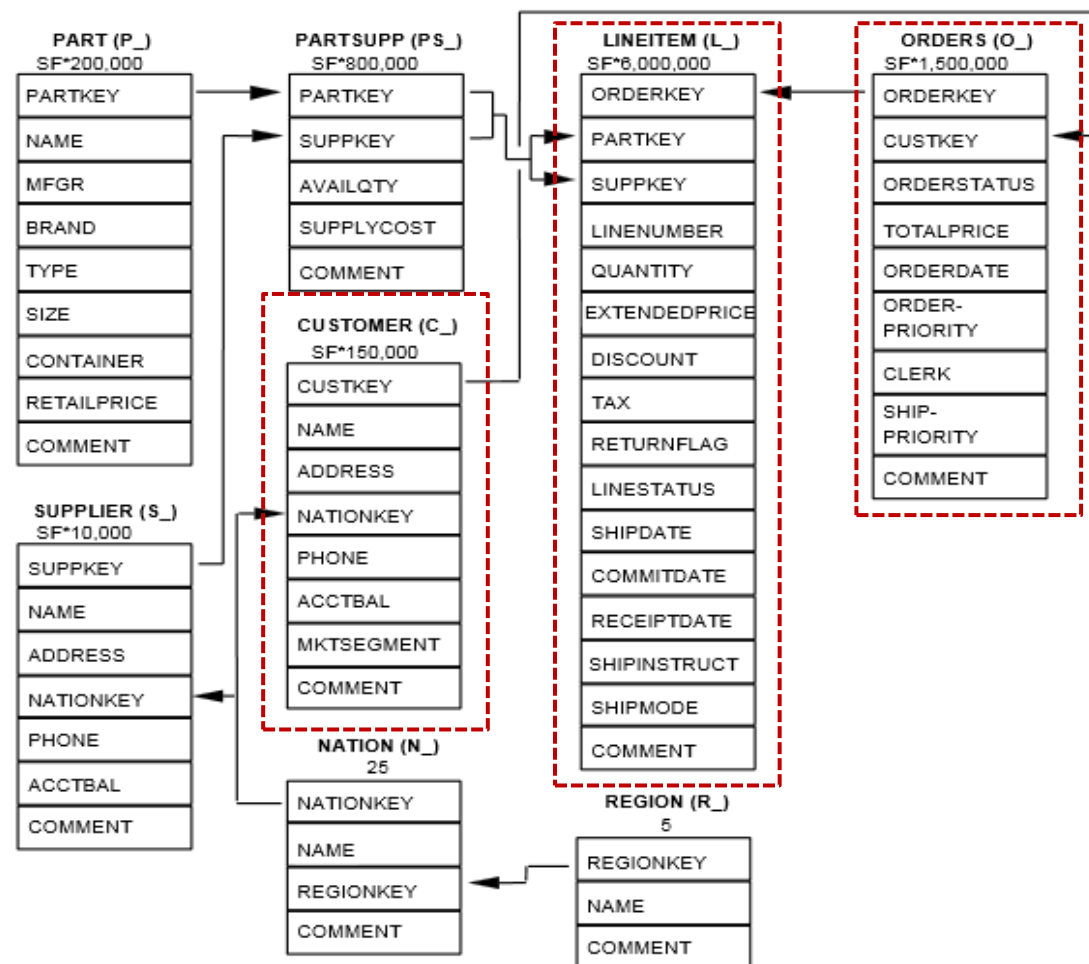 PART (P_)
SF*200,000
PARTKEY
NAME
MFGR
BRAND
TYPE
SIZE
CONTAINER
RETAILPRICE
COMMENT
SUPPLIER (S_)
SF*10,000
SUPPKEY
NAME
ADDRESS
NATIONKEY
PHONE
ACCTBAL
COMMENT
PARTSUPP (PS_)
SF*800,000
PARTKEY
SUPPKEY
AVAILQTY
SUPPLYCOST
COMMENT
CUSTOMER (C_)
SF*150,000
CUSTKEY
NAME
ADDRESS
NATIONKEY
PHONE
ACCTBAL
MKTSEGMENT
COMMENT
NATION (N_)
25
NATIONKEY
NAME
REGIONKEY
COMMENT
LINEITEM (L_)
SF*6,000,000
ORDERKEY
PARTKEY
SUPPKEY
LINENUMBER
QUANTITY
EXTENDEDPRICE
DISCOUNT
TAX
RETURNFLAG
LINESTATUS
SHIPDATE
COMMITDATE
RECEIPTDATE
SHIPINSTRUCT
SHIPMODE
COMMENT
REGION (R_)
5
REGIONKEY
NAME
COMMENT
ORDERS (O_)
SF*1,500,000
ORDERKEY
CUSTKEY
ORDERSTATUS
TOTALPRICE
ORDERDATE
ORDER-
PRIORITY
CLERK
SHIP-
PRIORITY
COMMENT